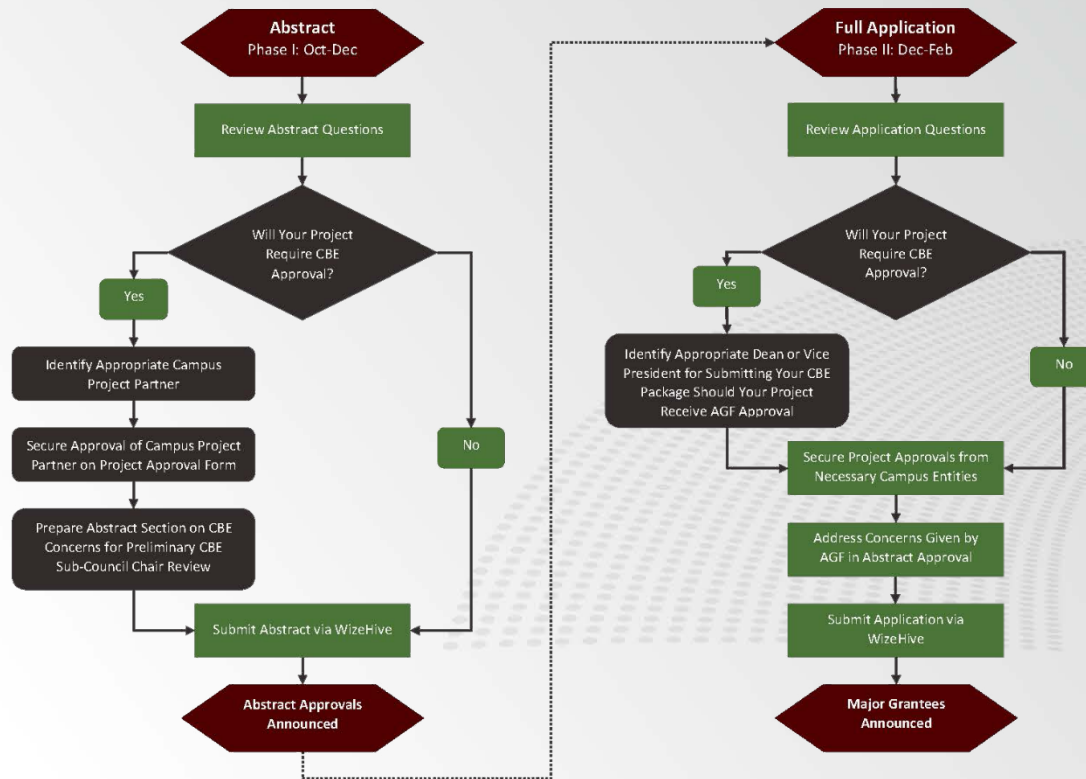 Abstract
Phase I: Oct-Dec
Review Abstract Questions
Will Your Project
Require CBE
Approval?
Yes
Identify Appropriate Campus
Project Partner
Secure Approval of Campus Project
Partner on Project Approval Form
Prepare Abstract Section on CBE
Concerns for Preliminary CBE
Sub-Council Chair Review
No
Submit Abstract via WizeHive
Abstract Approvals
Announced
Full Application
Phase II: Dec-Feb
Review Application Questions
Will Your Project
Require CBE
Approval?
Yes
Identify Appropriate Dean or Vice
President for Submitting Your CBE
Package Should Your Project
Receive AGF Approval
No
Secure Project Approvals from
Necessary Campus Entities
Address Concerns Given by
AGF in Abstract Approval
Submit Application via
WizeHive
Major Grantees
Announced